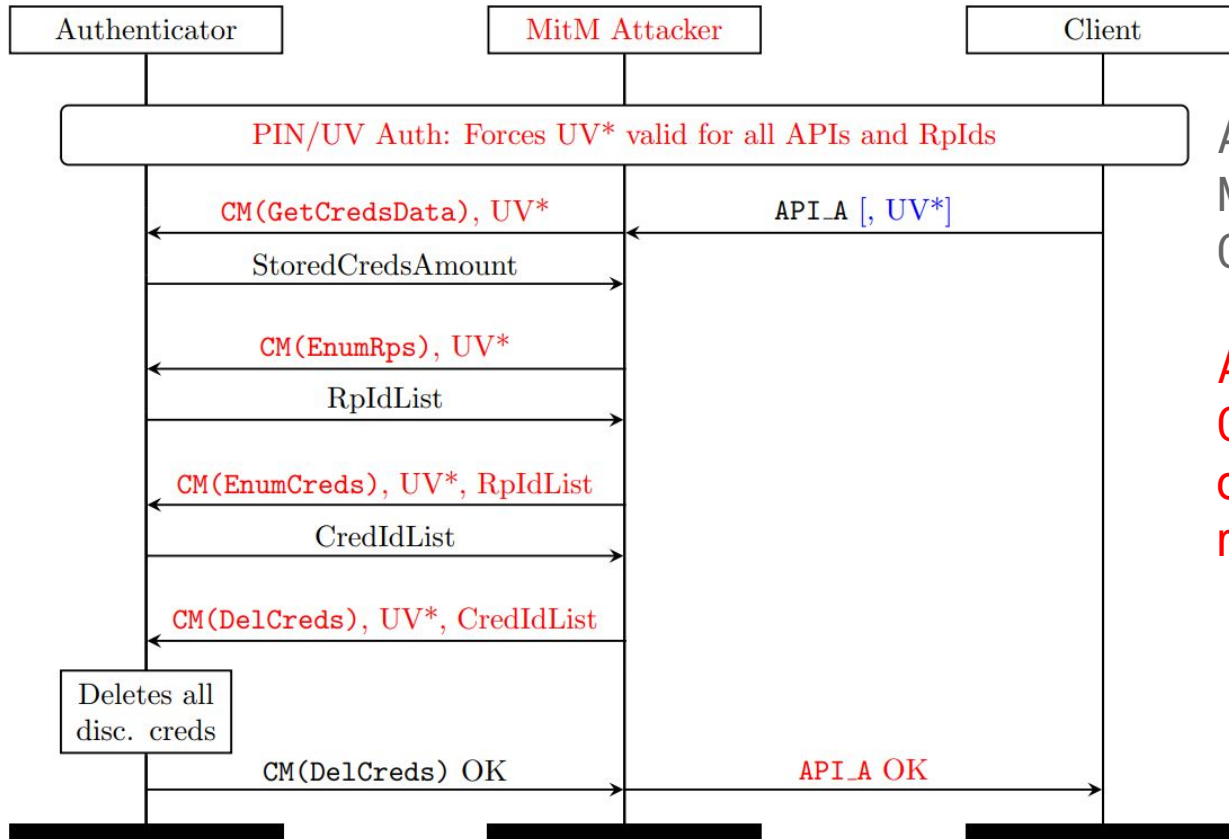 Authenticator
MitM Attacker
Client
PIN/UV Auth: Forces UV* valid for all APIs and RpIds
CM(GetCredsData), UV*
API_A [, UV*]
StoredCredsAmount
CM(EnumRps), UV*
RpIdList
CM(EnumCreds), UV*, RpIdList
CredIdList
CM(DelCreds), UV*, CredIdList
Deletes all
disc. creds
CM(DelCreds) OK
API_A OK